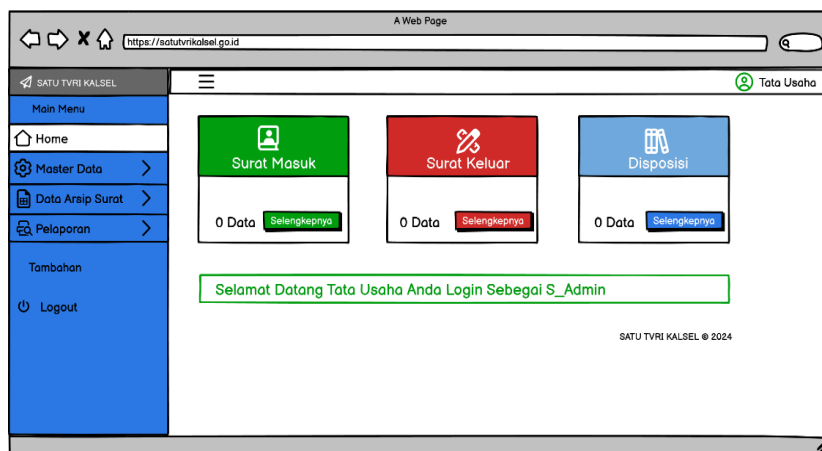 A Web Page
https://satutvrikalsel.go.id
SATU TVRI KALSEL
Tata Usaha
Main Menu
Home
Master Data
Data Arsip Surat
Pelaporan
Tambahan
Logout
Surat Masuk
0 Data Selengkepnya
Surat Keluar
0 Data Selengkepnya
Disposisi
0 Data Selengkepnya
Selamat Datang Tata Usaha Anda Login Sebegai S_Admin
SATU TVRI KALSEL © 2024